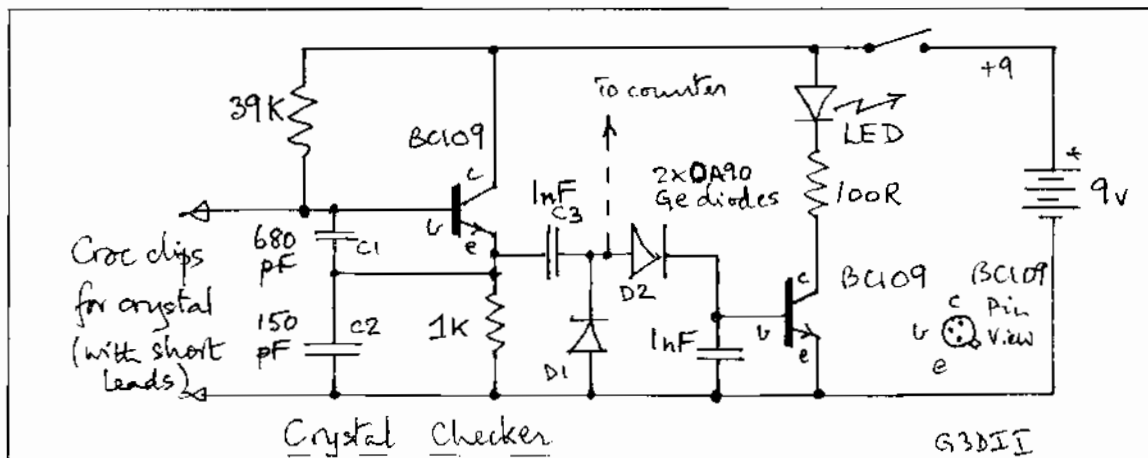 39K
BC109
c
b
e
680
pF
C1
150
pF
C2
1K
Croc clips
for crystal
(with short
leads)
1nF
C3
To counter
2XOA90
Ge diodes
D2
D1
1nF
LED
100R
BC109
c
b
e
+9
+
9v
BC109
Pin
View
c
b
e
Crystal Checker
G3DII